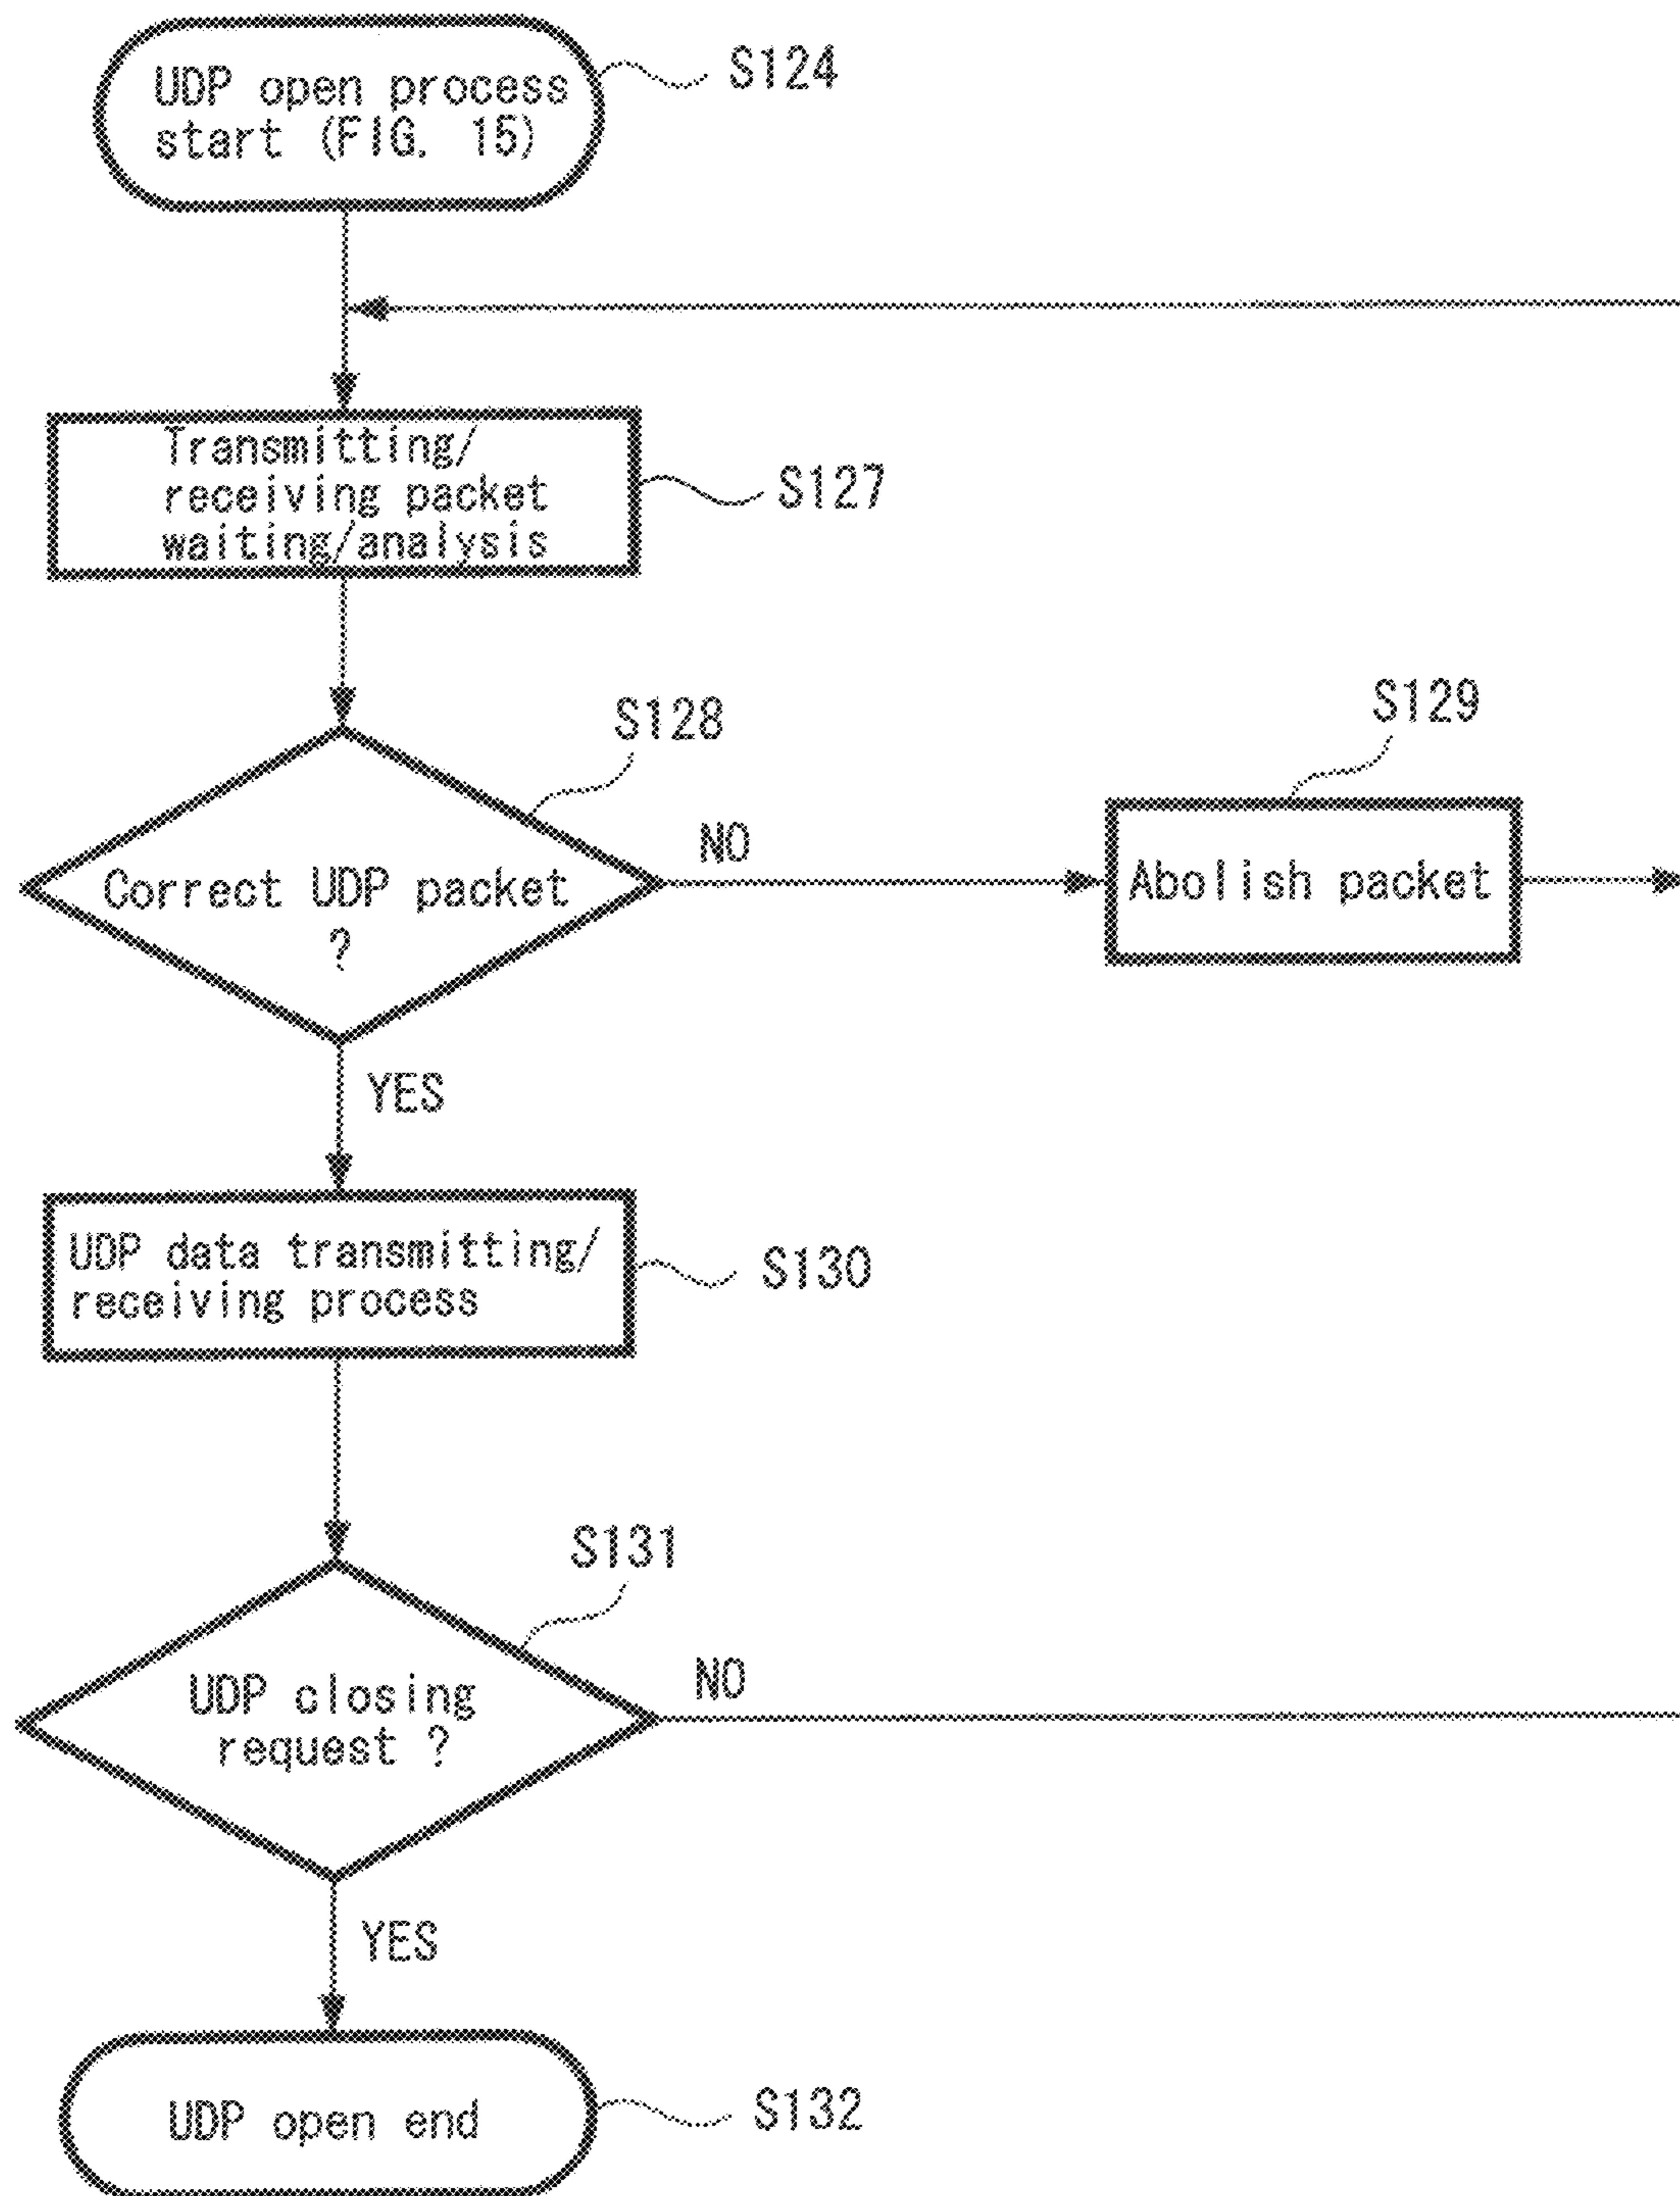 UDP open process
start (FIG. 15)
S124
Transmitting/
receiving packet
waiting/analysis
S127
S128
S129
Correct UDP packet
?
NO
Abolish packet
YES
UDP data transmitting/
receiving process
S130
S131
UDP closing
request ?
NO
YES
UDP open end
S132